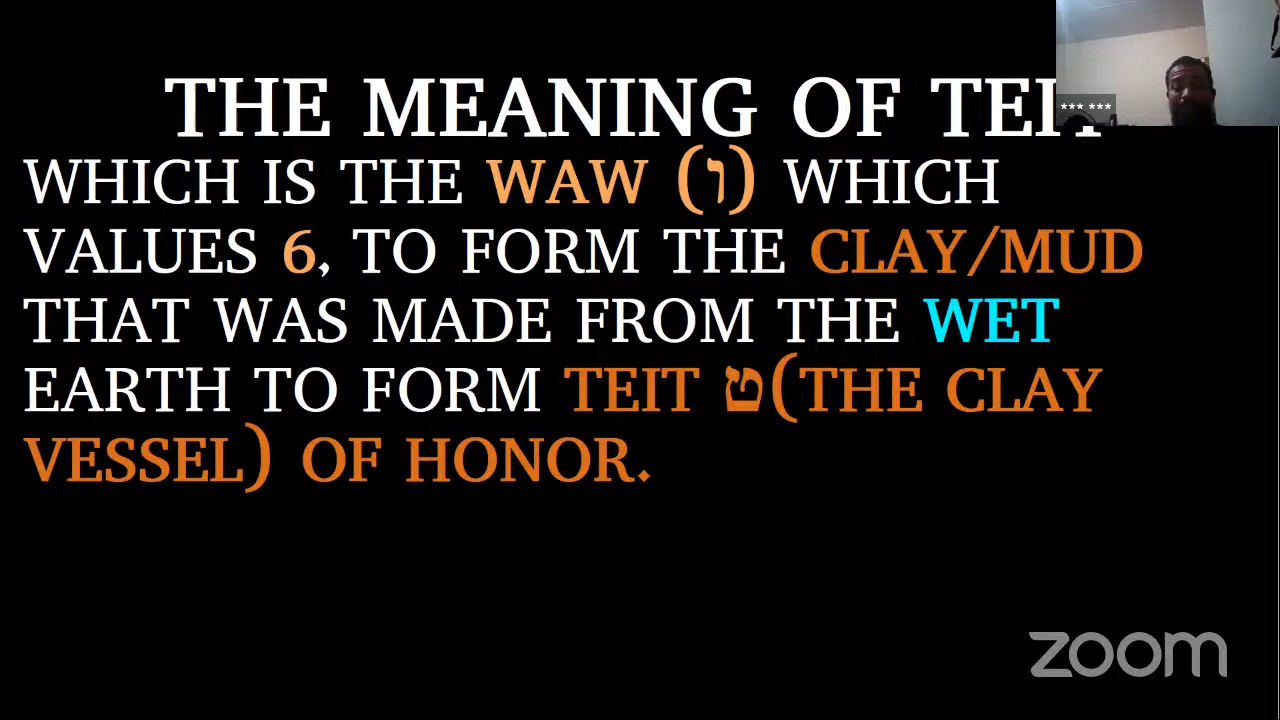 THE MEANING OF TEIT
*** ***
WHICH IS THE WAW (ו) WHICH
VALUES 6, TO FORM THE CLAY/MUD
THAT WAS MADE FROM THE WET
EARTH TO FORM TEIT ט(THE CLAY
VESSEL) OF HONOR.
zoom